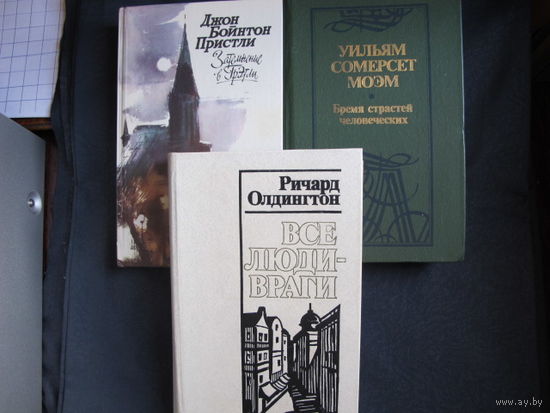 Джон
Бойнтон
Пристли
Затемнение
в Грэтли
УИЛЬЯМ
СОМЕРСЕТ
МОЭМ
Бремя страстей
человеческих
РИЧАРД
ОЛДИНГТОН
ВСЕ
ЛЮДИ-
ВРАГИ
www.ay.by